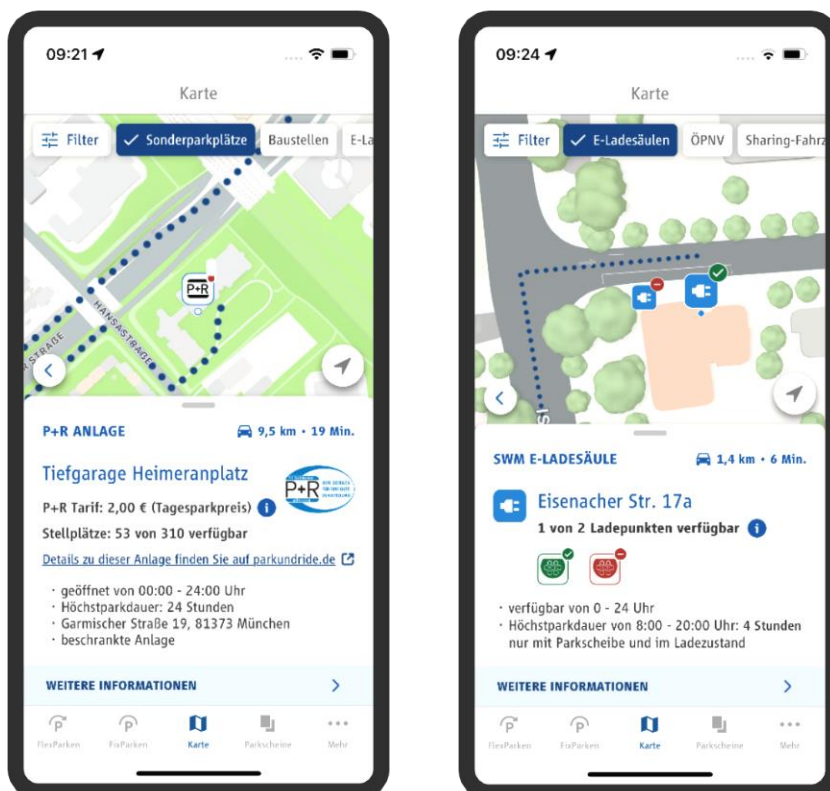 09:21
Karte
Filter
Sonderparkplätze
Baustellen
E-La
HANSASTRASSE
R STRAßE
P+R
P+R ANLAGE
9,5 km • 19 Min.
Tiefgarage Heimeranplatz
P+R
P+R Tarif: 2,00 € (Tagesparkpreis)
Stellplätze: 53 von 310 verfügbar
Details zu dieser Anlage finden Sie auf parkundride.de
· geöffnet von 00:00 - 24:00 Uhr
· Höchstparkdauer: 24 Stunden
· Garmischer Straße 19, 81373 München
· beschrankte Anlage
WEITERE INFORMATIONEN
FlexParken
FixParken
Karte
Parkscheine
Mehr
09:24
Karte
Filter
E-Ladesäulen
ÖPNV
Sharing-Fahrz
SWM E-LADESÄULE
1,4 km • 6 Min.
Eisenacher Str. 17a
1 von 2 Ladepunkten verfügbar
· verfügbar von 0 - 24 Uhr
· Höchstparkdauer von 8:00 - 20:00 Uhr: 4 Stunden
nur mit Parkscheibe und im Ladezustand
WEITERE INFORMATIONEN
FlexParken
FixParken
Karte
Parkscheine
Mehr